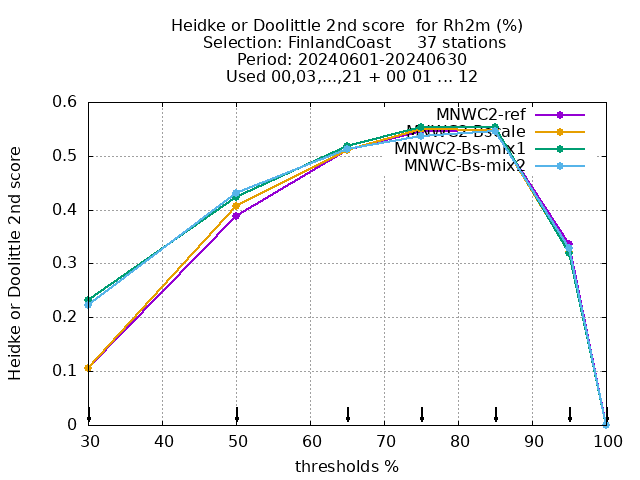 Heidke or Doolittle 2nd score  for Rh2m (%)
Selection: FinlandCoast     37 stations
Period: 20240601-20240630
Used 00,03,...,21 + 00 01 ... 12
Heidke or Doolittle 2nd score
0.6
0.5
0.4
0.3
0.2
0.1
0
MNWC2-ref
MNWC2-Bsvale
MNWC2-Bs-mix1
MNWC-Bs-mix2
30 40 50 60 70 80 90 100
thresholds %